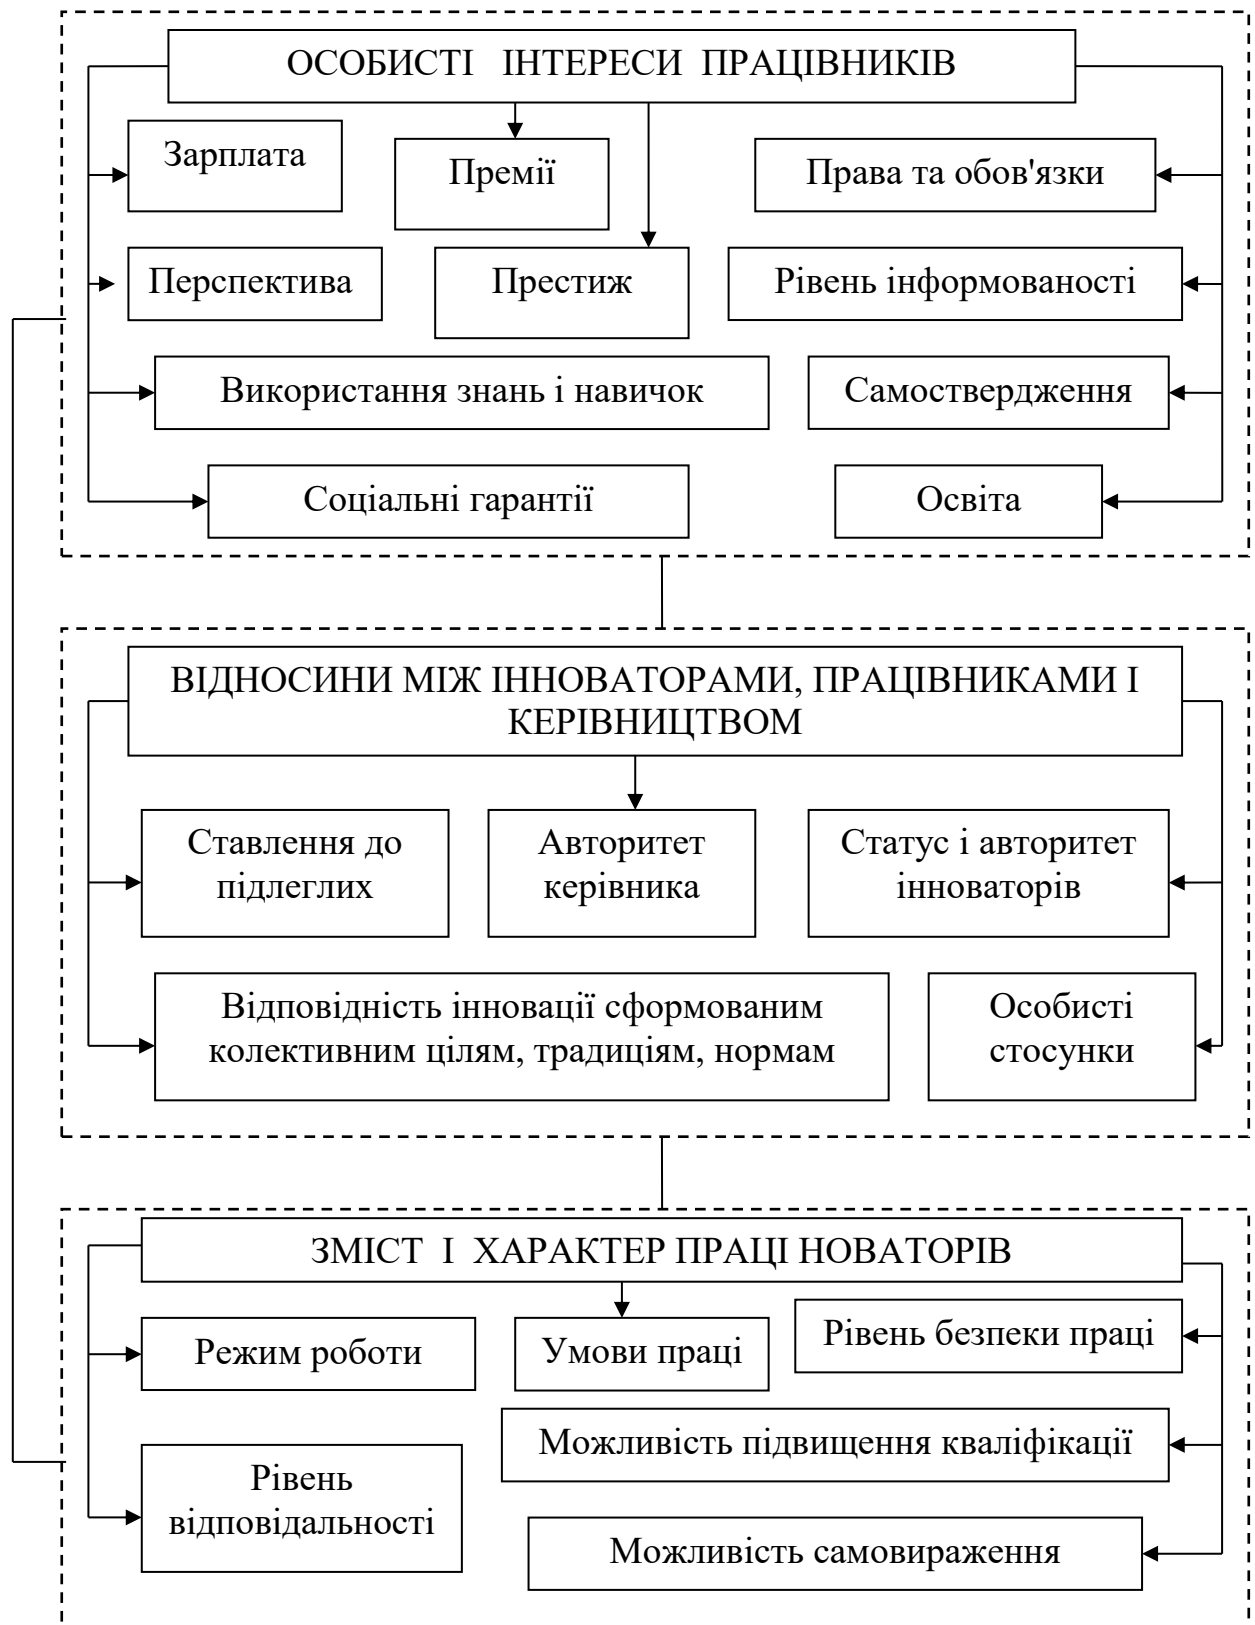 ОСОБИСТІ ІНТЕРЕСИ ПРАЦІВНИКІВ
Зарплата
Премії
Права та обов'язки
Перспектива
Престиж
Рівень інформованості
Використання знань і навичок
Самоствердження
Соціальні гарантії
Освіта
ВІДНОСИНИ МІЖ ІННОВАТОРАМИ, ПРАЦІВНИКАМИ І
КЕРІВНИЦТВОМ
Ставлення до
підлеглих
Авторитет
керівника
Статус і авторитет
інноваторів
Відповідність інновації сформованим
колективним цілям, традиціям, нормам
Особисті
стосунки
ЗМІСТ І ХАРАКТЕР ПРАЦІ НОВАТОРІВ
Режим роботи
Умови праці
Рівень безпеки праці
Можливість підвищення кваліфікації
Рівень
відповідальності
Можливість самовираження